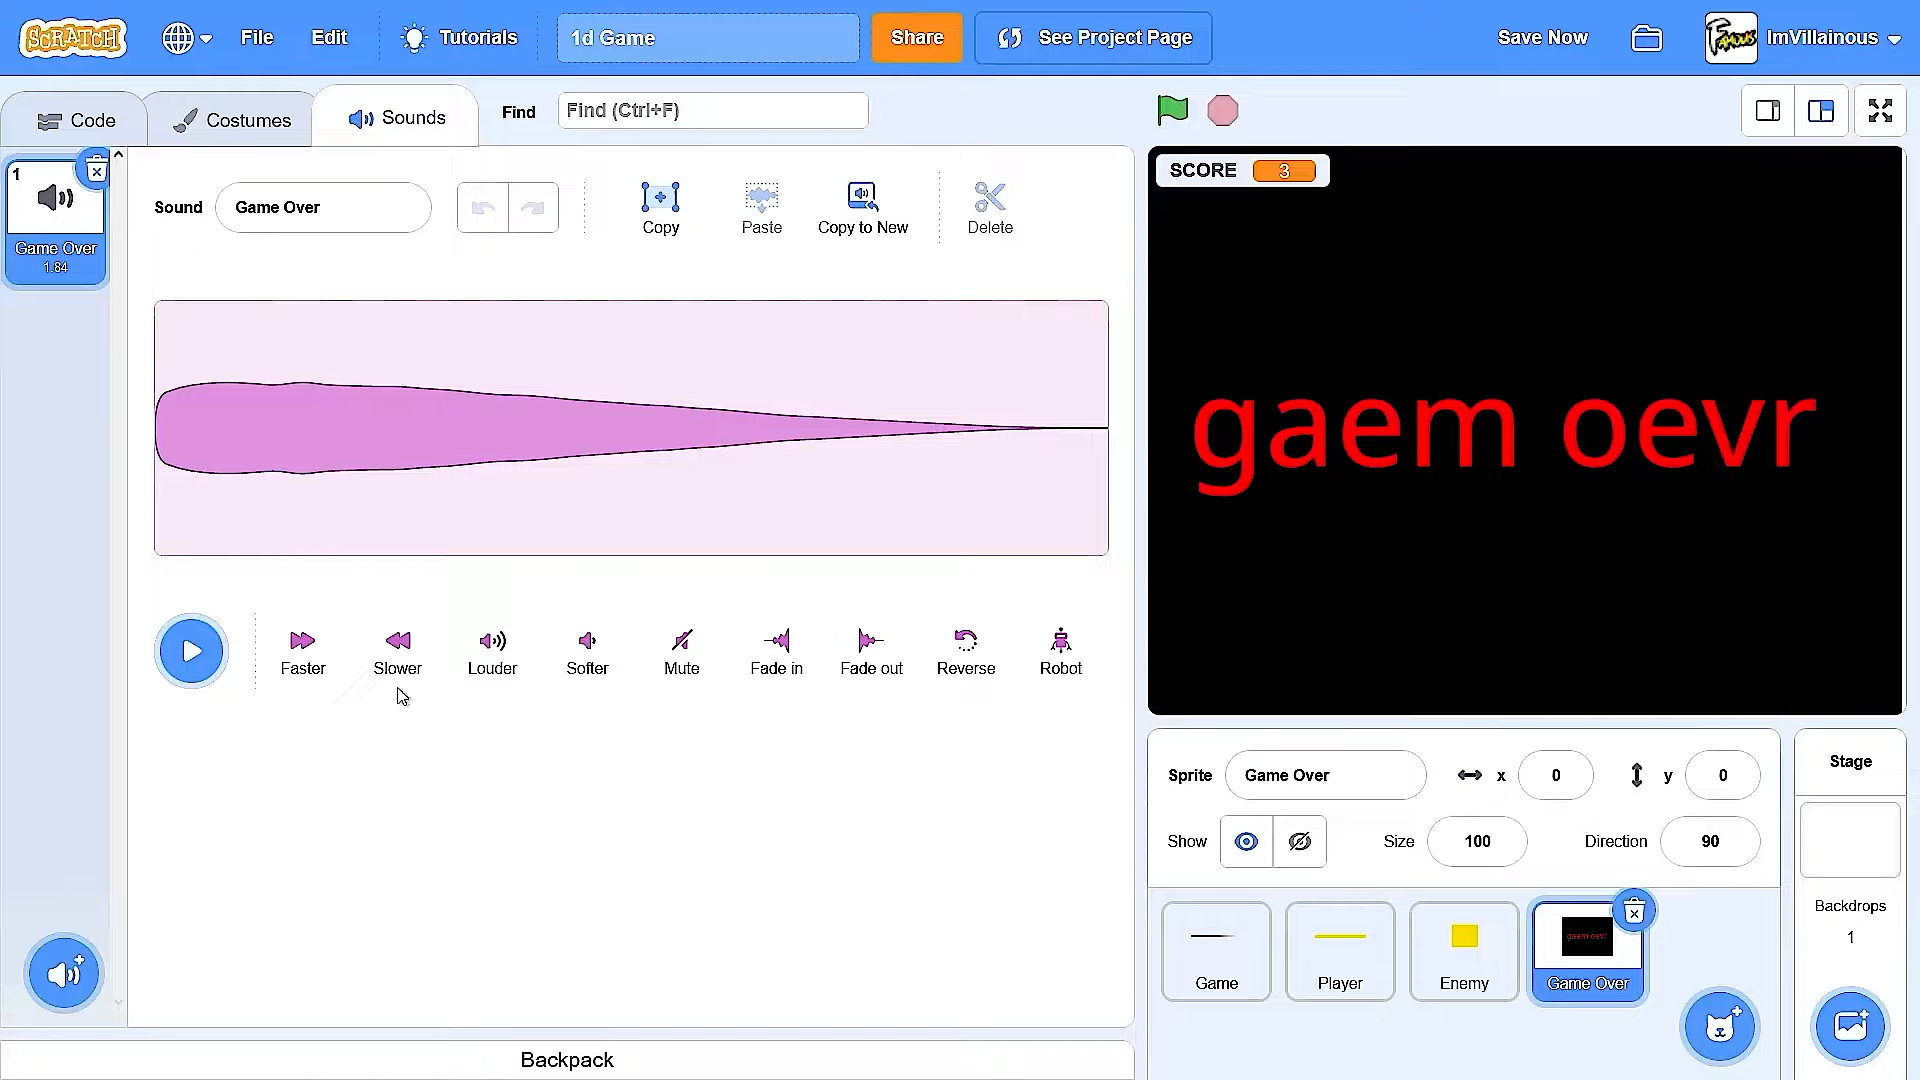 SCRATCH
File
Edit
Tutorials
1d Game
Share
See Project Page
Save Now
Famous
ImVillainous
Code
Costumes
Sounds
Find
Find (Ctrl+F)
1
Game Over
1.84
Sound
Game Over
Copy
Paste
Copy to New
Delete
Faster
Slower
Louder
Softer
Mute
Fade in
Fade out
Reverse
Robot
Backpack
SCORE 3
gaem oevr
Sprite
Game Over
x
0
y
0
Show
Size
100
Direction
90
Game
Player
Enemy
gaem oevr
Game Over
Stage
Backdrops
1